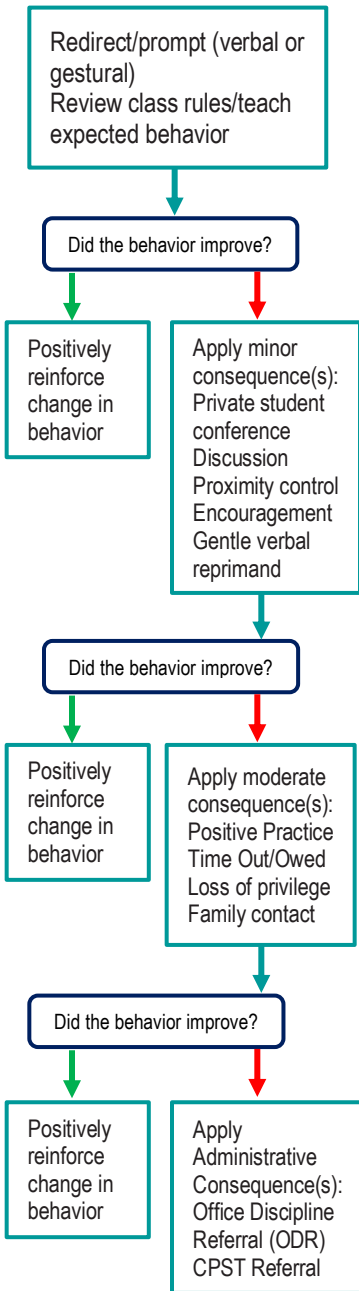 Redirect/prompt (verbal or
gestural)
Review class rules/teach
expected behavior
Did the behavior improve?
Positively
reinforce
change in
behavior
Apply minor
consequence(s):
Private student
conference
Discussion
Proximity control
Encouragement
Gentle verbal
reprimand
Did the behavior improve?
Positively
reinforce
change in
behavior
Apply moderate
consequence(s):
Positive Practice
Time Out/Owed
Loss of privilege
Family contact
Did the behavior improve?
Positively
reinforce
change in
behavior
Apply
Administrative
Consequence(s):
Office Discipline
Referral (ODR)
CPST Referral